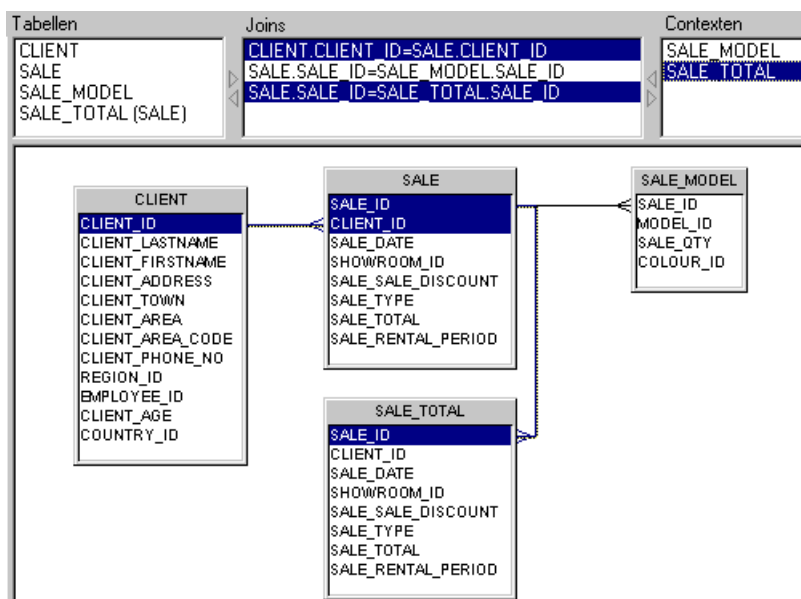 Tabellen
CLIENT
SALE
SALE_MODEL
SALE_TOTAL (SALE)
Joins
CLIENT.CLIENT_ID=SALE.CLIENT_ID
SALE.SALE_ID=SALE_MODEL.SALE_ID
SALE.SALE_ID=SALE_TOTAL.SALE_ID
Contexten
SALE_MODEL
SALE_TOTAL
CLIENT
CLIENT_ID
CLIENT_LASTNAME
CLIENT_FIRSTNAME
CLIENT_ADDRESS
CLIENT_TOWN
CLIENT_AREA
CLIENT_AREA_CODE
CLIENT_PHONE_NO
REGION_ID
EMPLOYEE_ID
CLIENT_AGE
COUNTRY_ID
SALE
SALE_ID
CLIENT_ID
SALE_DATE
SHOWROOM_ID
SALE_SALE_DISCOUNT
SALE_TYPE
SALE_TOTAL
SALE_RENTAL_PERIOD
SALE_MODEL
SALE_ID
MODEL_ID
SALE_QTY
COLOUR_ID
SALE_TOTAL
SALE_ID
CLIENT_ID
SALE_DATE
SHOWROOM_ID
SALE_SALE_DISCOUNT
SALE_TYPE
SALE_TOTAL
SALE_RENTAL_PERIOD